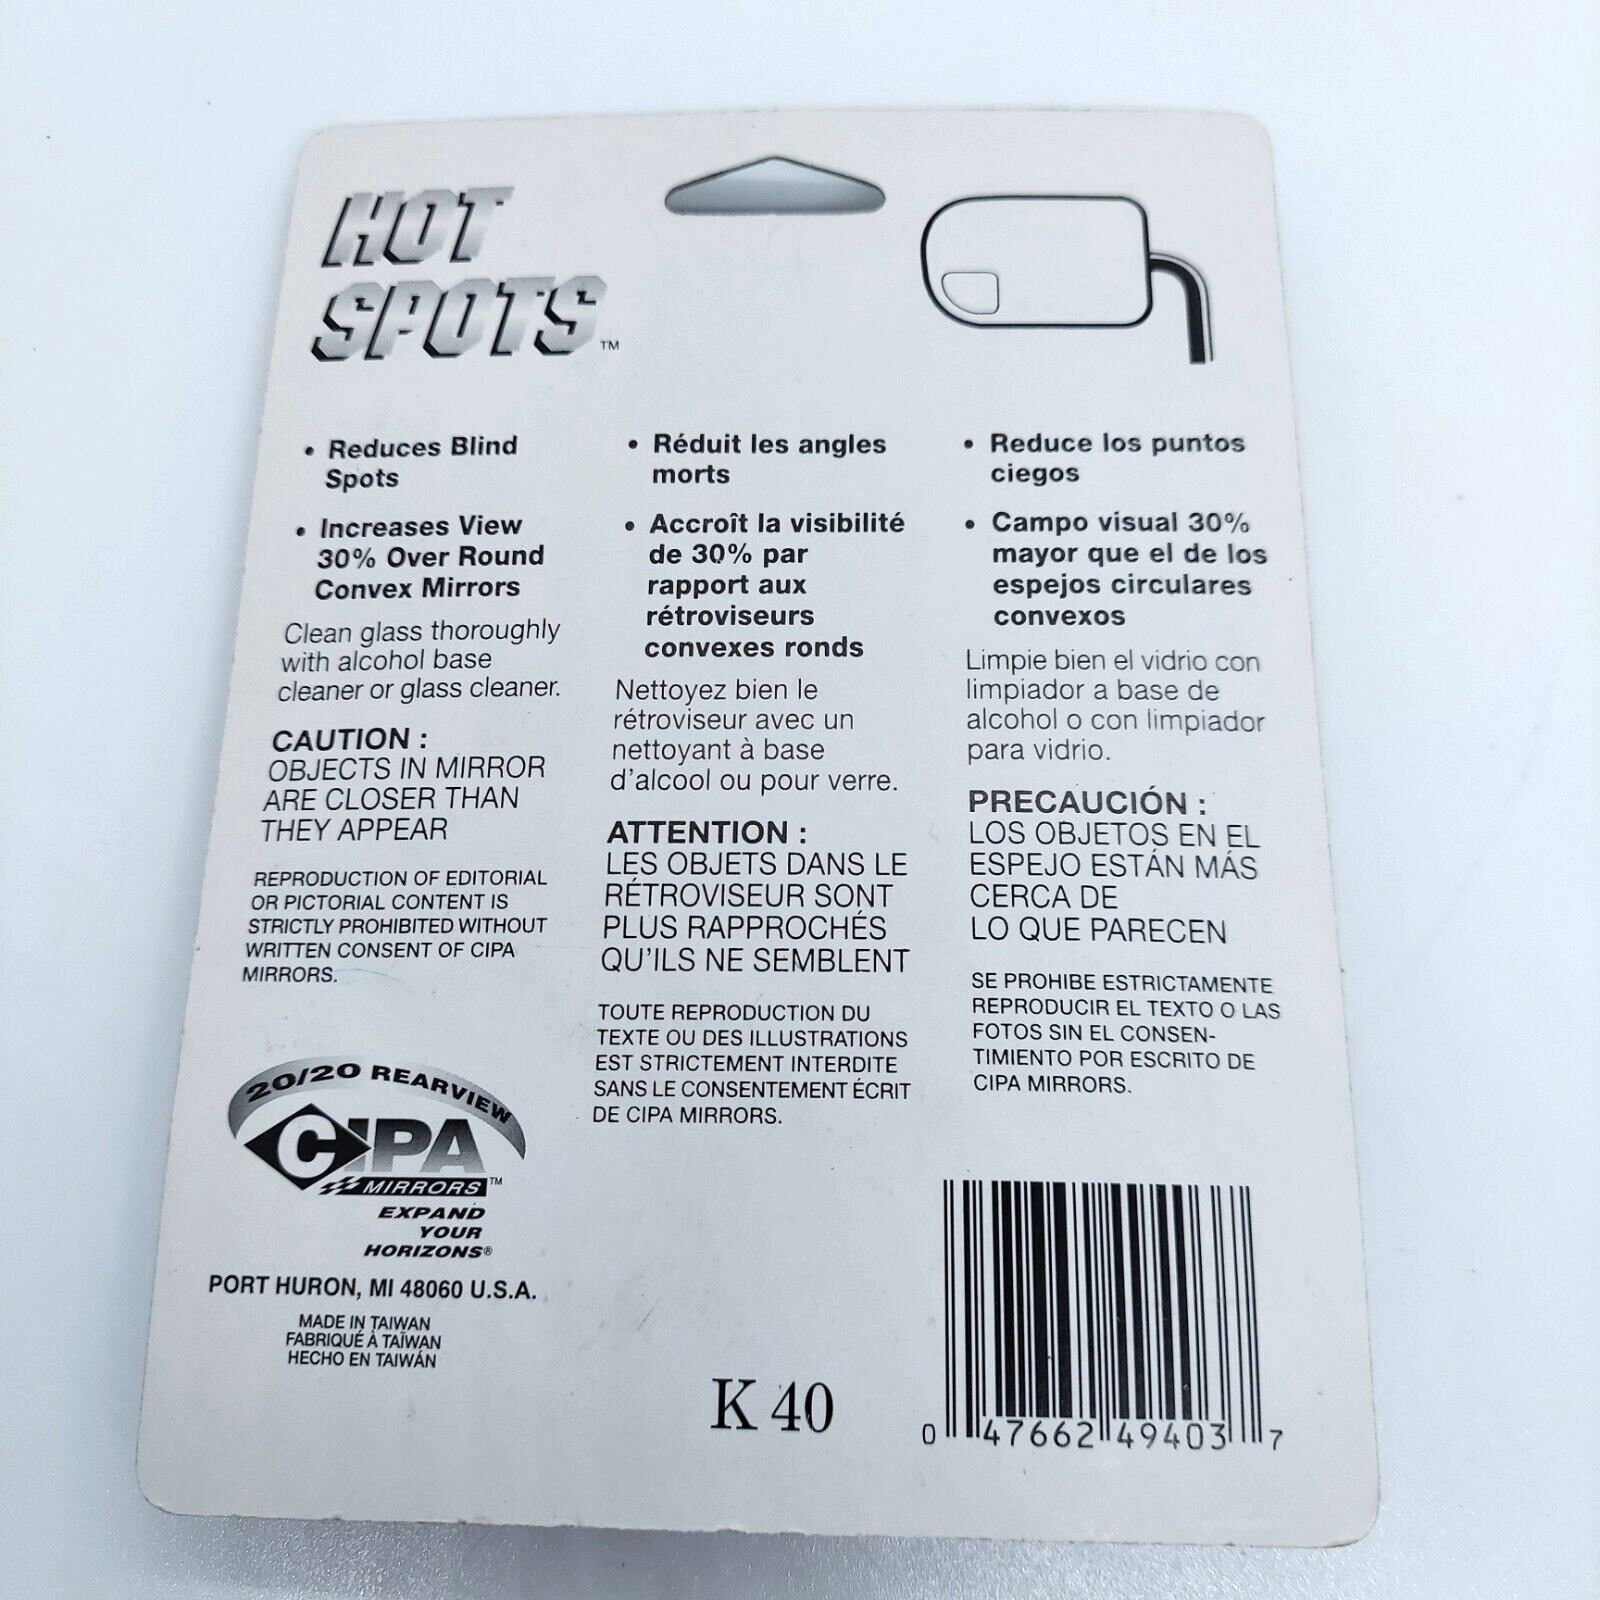 HOT
SPOTS™
• Reduces Blind
Spots
• Increases View
30% Over Round
Convex Mirrors
Clean glass thoroughly
with alcohol base
cleaner or glass cleaner.
CAUTION :
OBJECTS IN MIRROR
ARE CLOSER THAN
THEY APPEAR
REPRODUCTION OF EDITORIAL
OR PICTORIAL CONTENT IS
STRICTLY PROHIBITED WITHOUT
WRITTEN CONSENT OF CIPA
MIRRORS.
• Réduit les angles
morts
• Accroît la visibilité
de 30% par
rapport aux
rétroviseurs
convexes ronds
Nettoyez bien le
rétroviseur avec un
nettoyant à base
d'alcool ou pour verre.
ATTENTION :
LES OBJETS DANS LE
RÉTROVISEUR SONT
PLUS RAPPROCHÉS
QU'ILS NE SEMBLENT
TOUTE REPRODUCTION DU
TEXTE OU DES ILLUSTRATIONS
EST STRICTEMENT INTERDITE
SANS LE CONSENTEMENT ÉCRIT
DE CIPA MIRRORS.
• Reduce los puntos
ciegos
• Campo visual 30%
mayor que el de los
espejos circulares
convexos
Limpie bien el vidrio con
limpiador a base de
alcohol o con limpiador
para vidrio.
PRECAUCIÓN :
LOS OBJETOS EN EL
ESPEJO ESTÁN MÁS
CERCA DE
LO QUE PARECEN
SE PROHIBE ESTRICTAMENTE
REPRODUCIR EL TEXTO O LAS
FOTOS SIN EL CONSEN-
TIMIENTO POR ESCRITO DE
CIPA MIRRORS.
20/20 REARVIEW
CIPA
MIRRORS™
EXPAND
YOUR
HORIZONS®
PORT HURON, MI 48060 U.S.A.
MADE IN TAIWAN
FABRIQUÉ À TAÏWAN
HECHO EN TAIWÁN
K 40
0 47662 49403 7